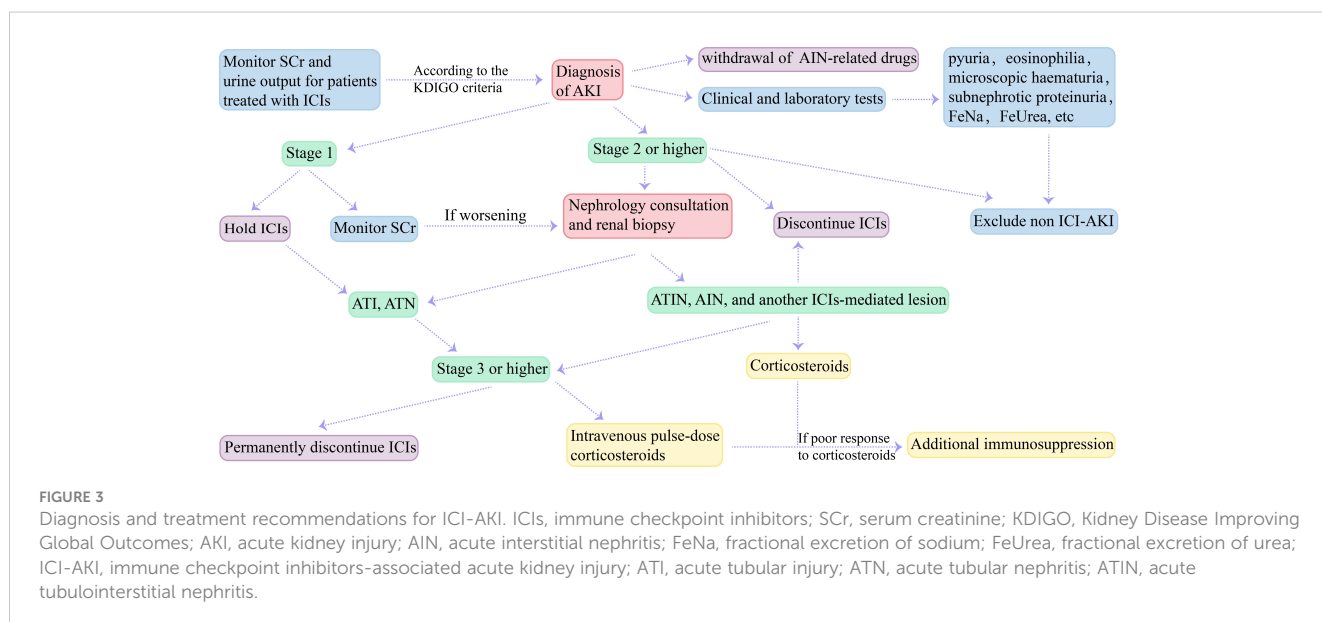 Monitor SCr and
urine output for patients
treated with ICIs
According to the
KDIGO criteria
Diagnosis
of AKI
withdrawal of AIN-related drugs
Clinical and laboratory tests
pyuria, eosinophilia,
microscopic haematuria,
subnephrotic proteinuria,
FeNa, FeUrea, etc
Stage 1
Stage 2 or higher
Hold ICIs
Monitor SCr
If worsening
Nephrology consultation
and renal biopsy
Discontinue ICIs
Exclude non ICI-AKI
ATI, ATN
ATIN, AIN, and another ICIs-mediated lesion
Stage 3 or higher
Corticosteroids
Permanently discontinue ICIs
Intravenous pulse-dose
corticosteroids
If poor response
to corticosteroids
Additional immunosuppression
FIGURE 3
Diagnosis and treatment recommendations for ICI-AKI. ICIs, immune checkpoint inhibitors; SCr, serum creatinine; KDIGO, Kidney Disease Improving
Global Outcomes; AKI, acute kidney injury; AIN, acute interstitial nephritis; FeNa, fractional excretion of sodium; FeUrea, fractional excretion of urea;
ICI-AKI, immune checkpoint inhibitors-associated acute kidney injury; ATI, acute tubular injury; ATN, acute tubular nephritis; ATIN, acute
tubulointerstitial nephritis.